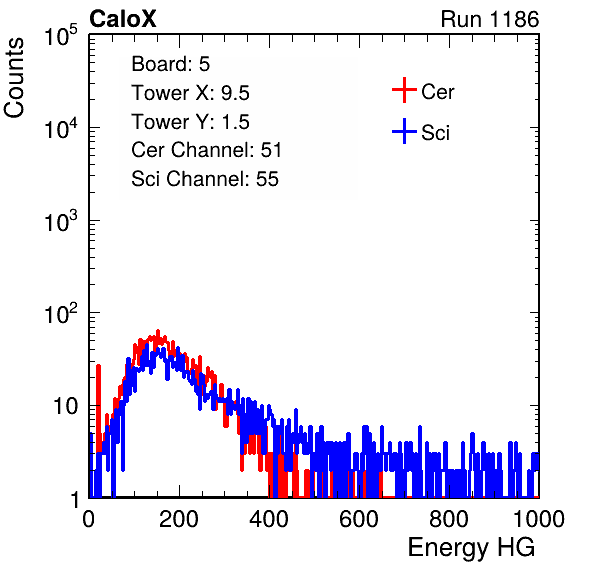 CaloX Run 1186
Counts
10^5
10^4
10^3
10^2
10
1
Board: 5
Tower X: 9.5
Tower Y: 1.5
Cer Channel: 51
Sci Channel: 55
Cer
Sci
0 200 400 600 800 1000
Energy HG